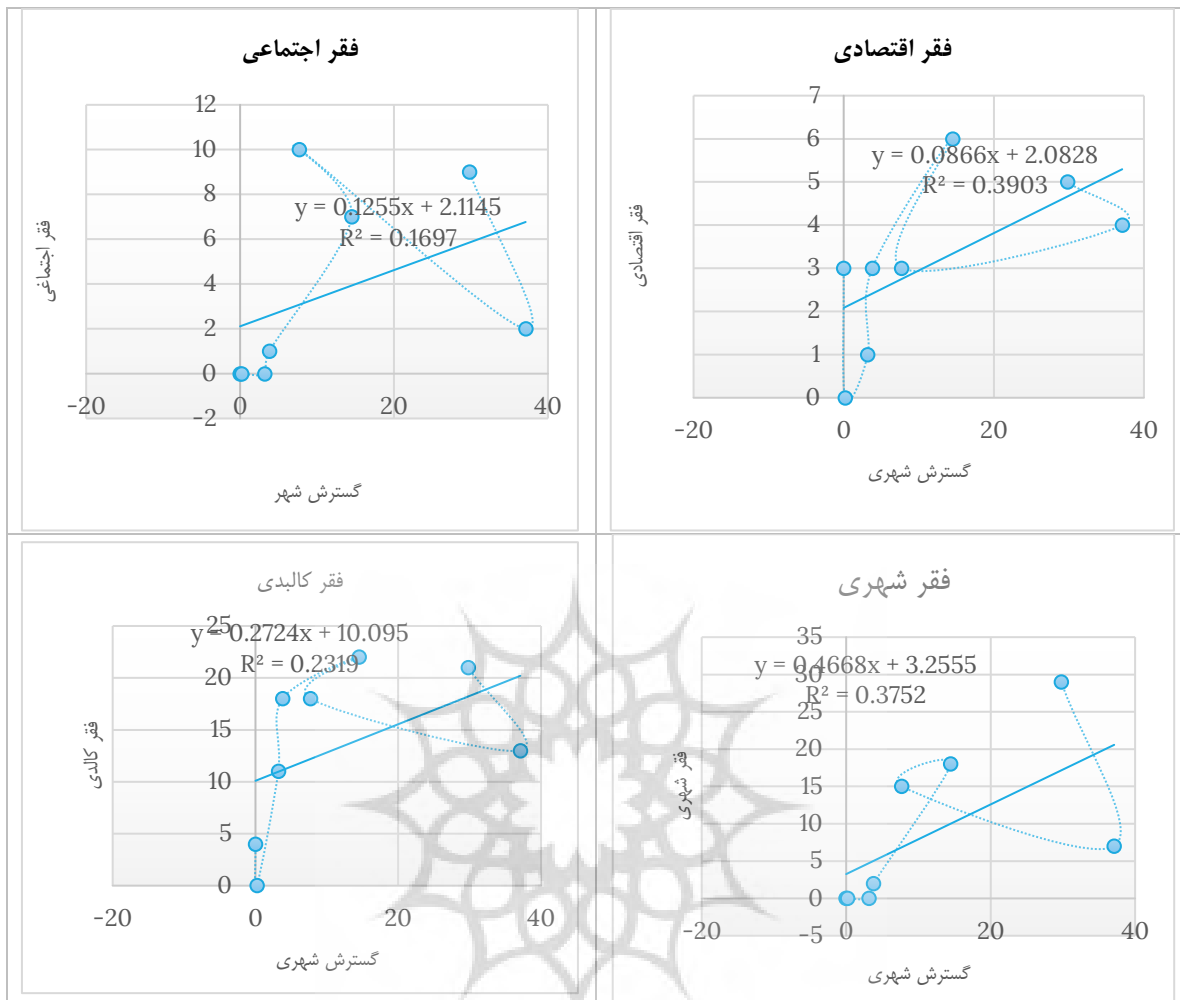 فقر اقتصادی
7
6
y = 0.0866x + 2.0828
5
R² = 0.3903
4
3
2
1
0
-20 0 20 40
فقر اقتصادی
گسترش شهری
فقر اجتماعی
12
10
8
y = 0.1255x + 2.1145
6
R² = 0.1697
4
2
0
-20 0 20 40
-2
فقر اجتماغی
گسترش شهر
فقر شهری
35
y = 0.4668x + 3.2555
30
R² = 0.3752
25
20
15
10
5
0
-20 0 20 40
-5
فقر شهری
گسترش شهری
فقر کالبدی
25
y = 0.2724x + 10.095
R² = 0.2319
20
15
10
5
0
-20 0 20 40
فقر کالدی
گسترش شهری